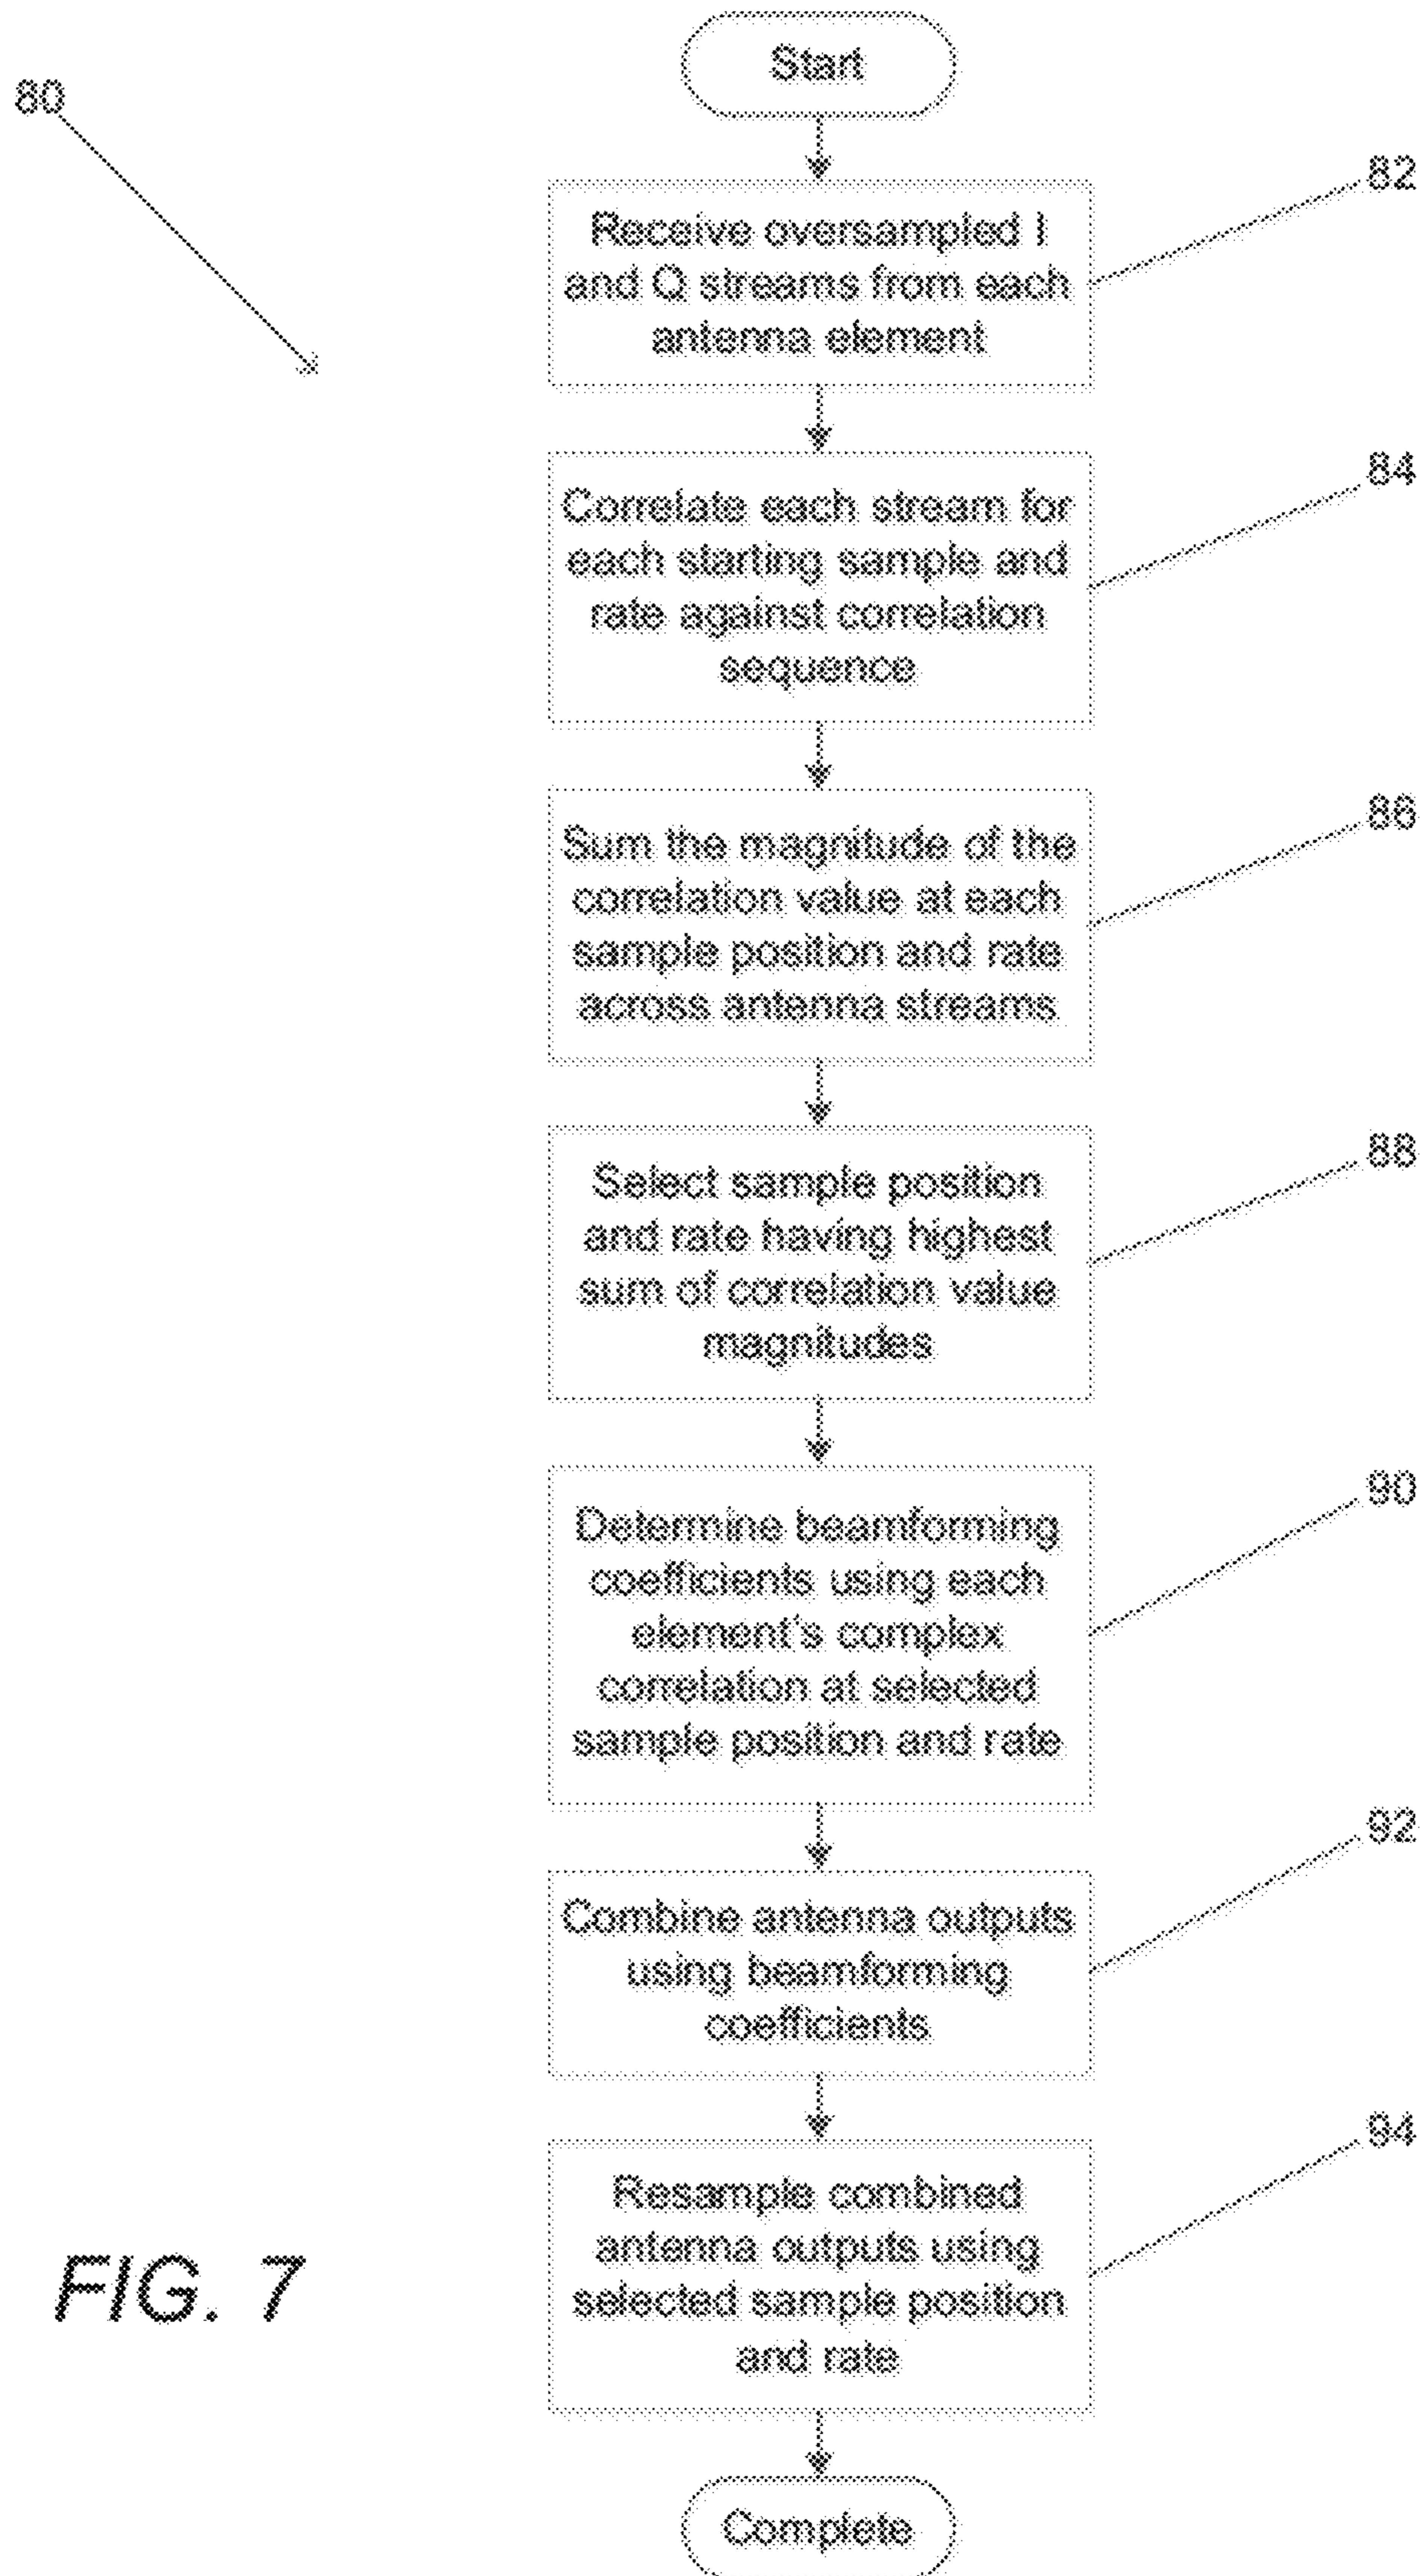 Start
80
82
Receive oversampled I
and Q streams from each
antenna element
84
Correlate each stream for
each starting sample and
rate against correlation
sequence
86
Sum the magnitude of the
correlation value at each
sample position and rate
across antenna streams
88
Select sample position
and rate having highest
sum of correlation value
magnitudes
90
Determine beamforming
coefficients using each
element's complex
correlation at selected
sample position and rate
92
Combine antenna outputs
using beamforming
coefficients
94
Resample combined
antenna outputs using
selected sample position
and rate
FIG. 7
Complete